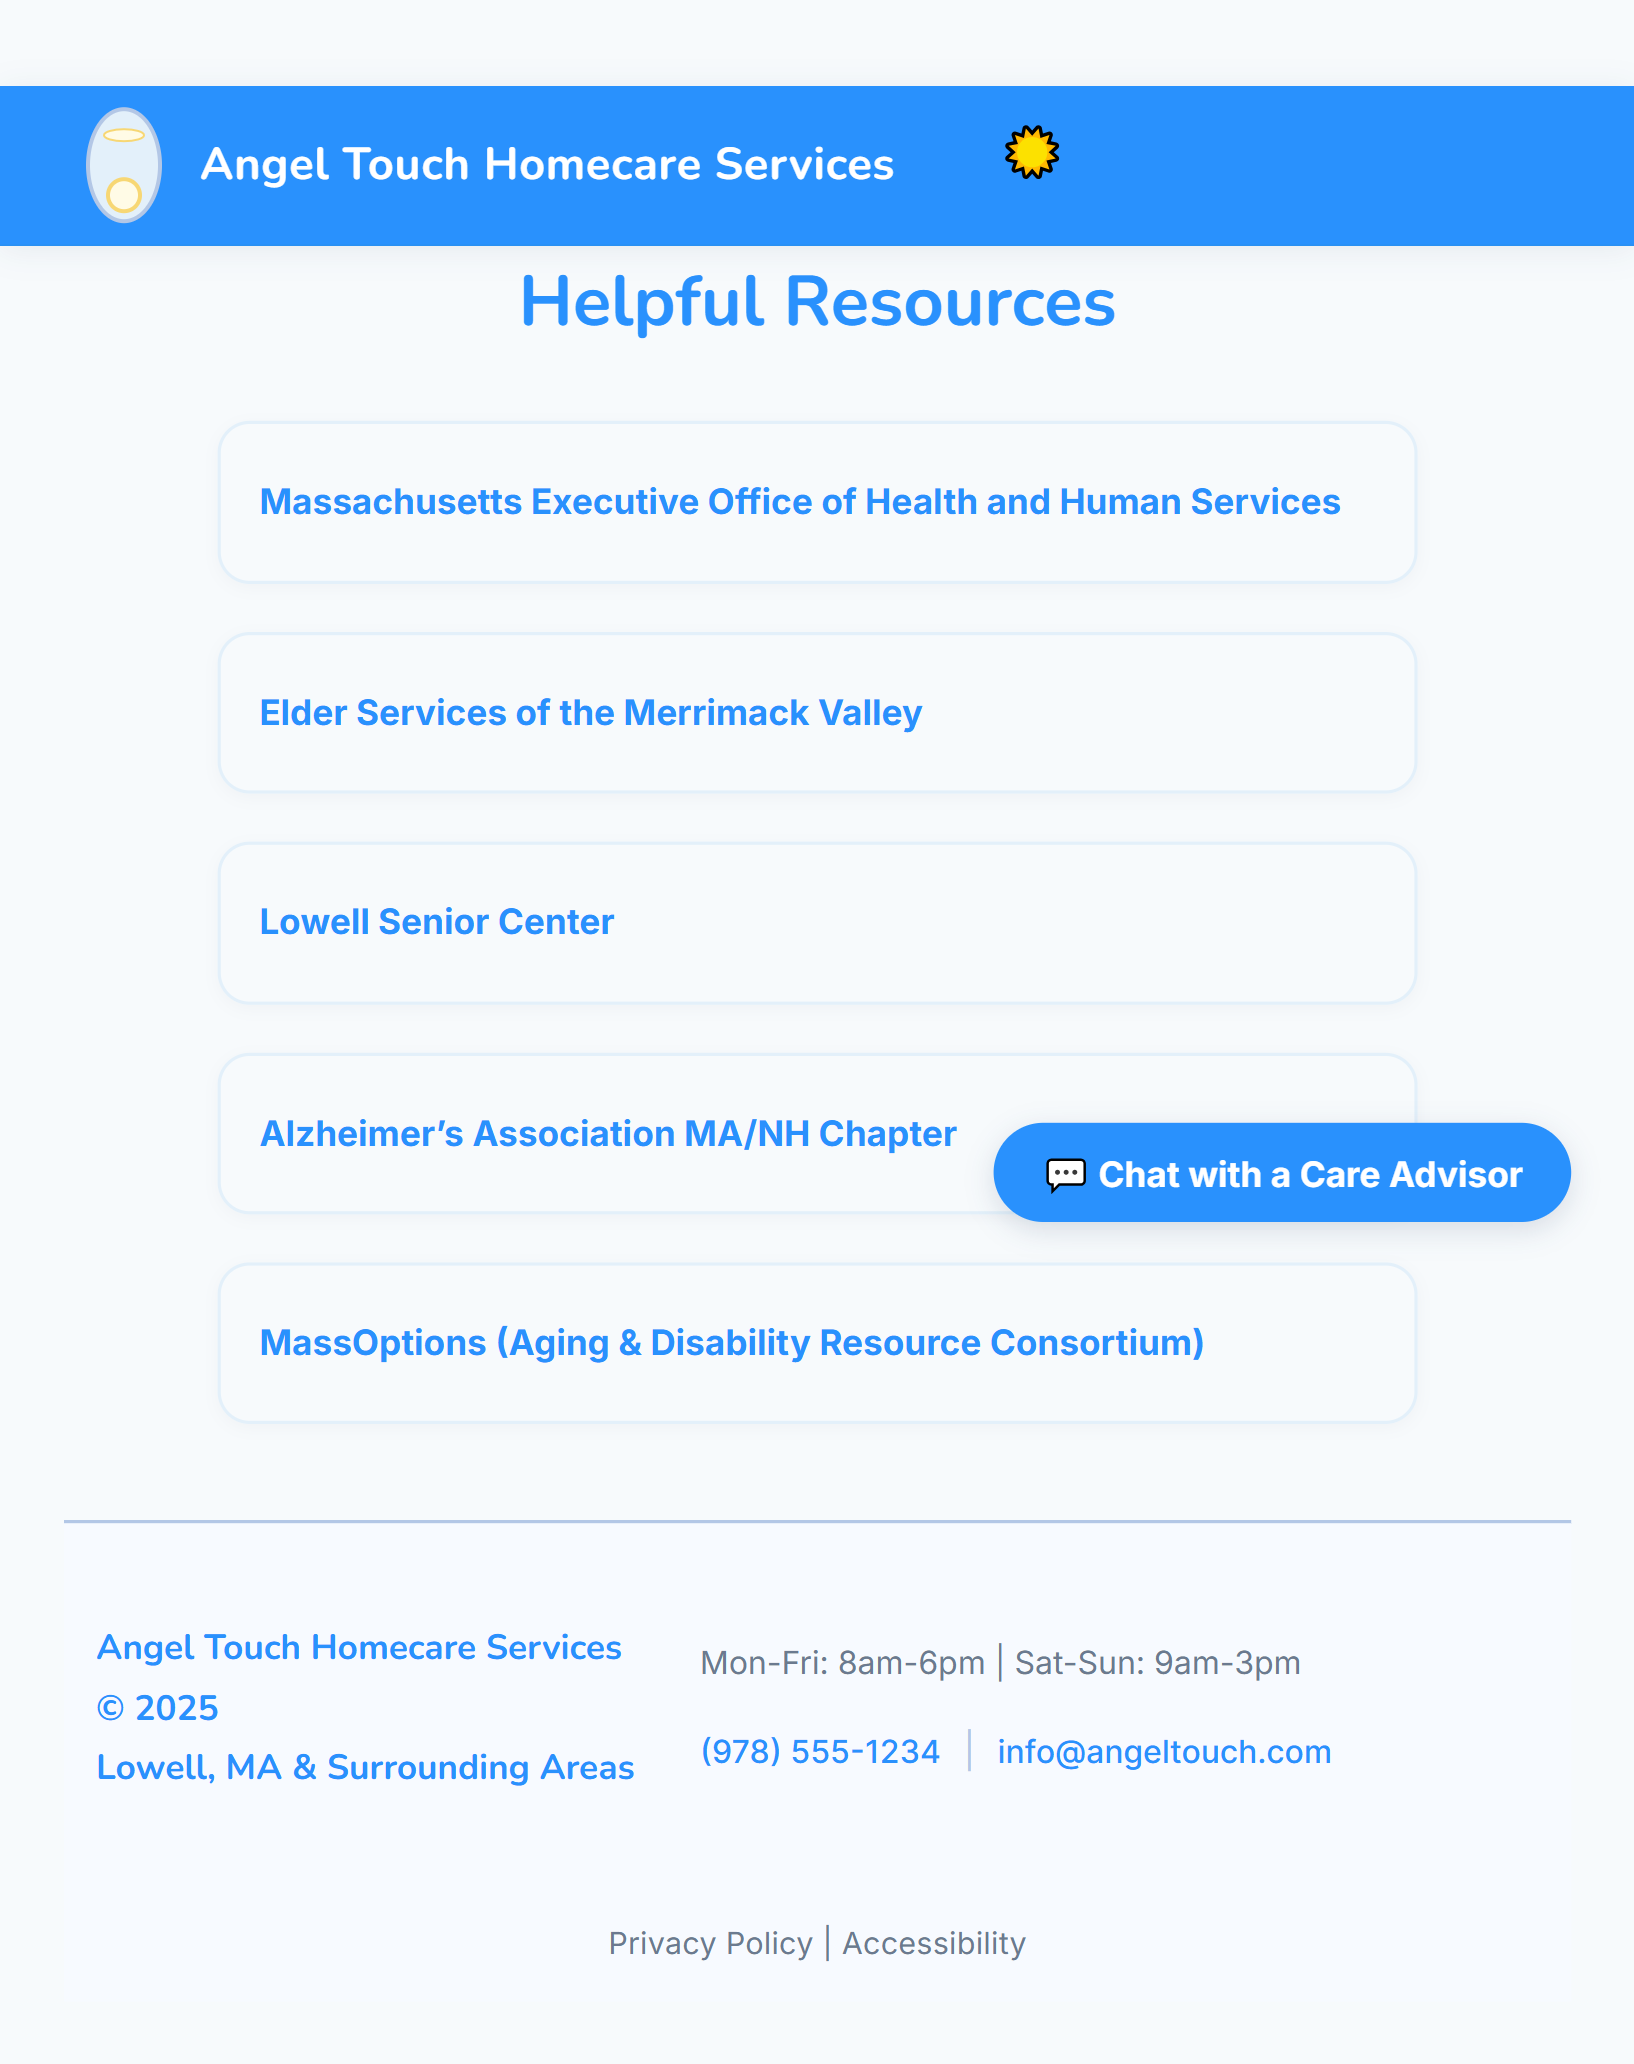 Angel Touch Homecare Services
Helpful Resources
Massachusetts Executive Office of Health and Human Services
Elder Services of the Merrimack Valley
Lowell Senior Center
Alzheimer’s Association MA/NH Chapter
Chat with a Care Advisor
MassOptions (Aging & Disability Resource Consortium)
Angel Touch Homecare Services
© 2025
Lowell, MA & Surrounding Areas
Mon-Fri: 8am-6pm | Sat-Sun: 9am-3pm
(978) 555-1234 | info@angeltouch.com
Privacy Policy | Accessibility